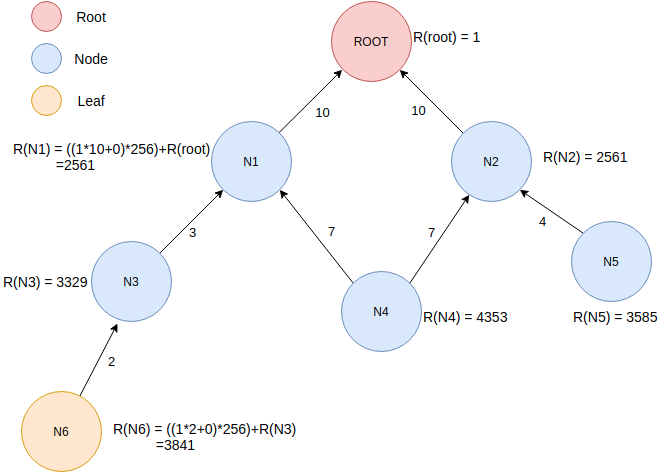 Root
Node
Leaf
ROOT
R(root) = 1
10
10
R(N1) = ((1*10+0)*256)+R(root)
=2561
N1
N2
R(N2) = 2561
3
7
7
4
R(N3) = 3329
N3
N4
R(N4) = 4353
N5
R(N5) = 3585
2
N6
R(N6) = ((1*2+0)*256)+R(N3)
=3841